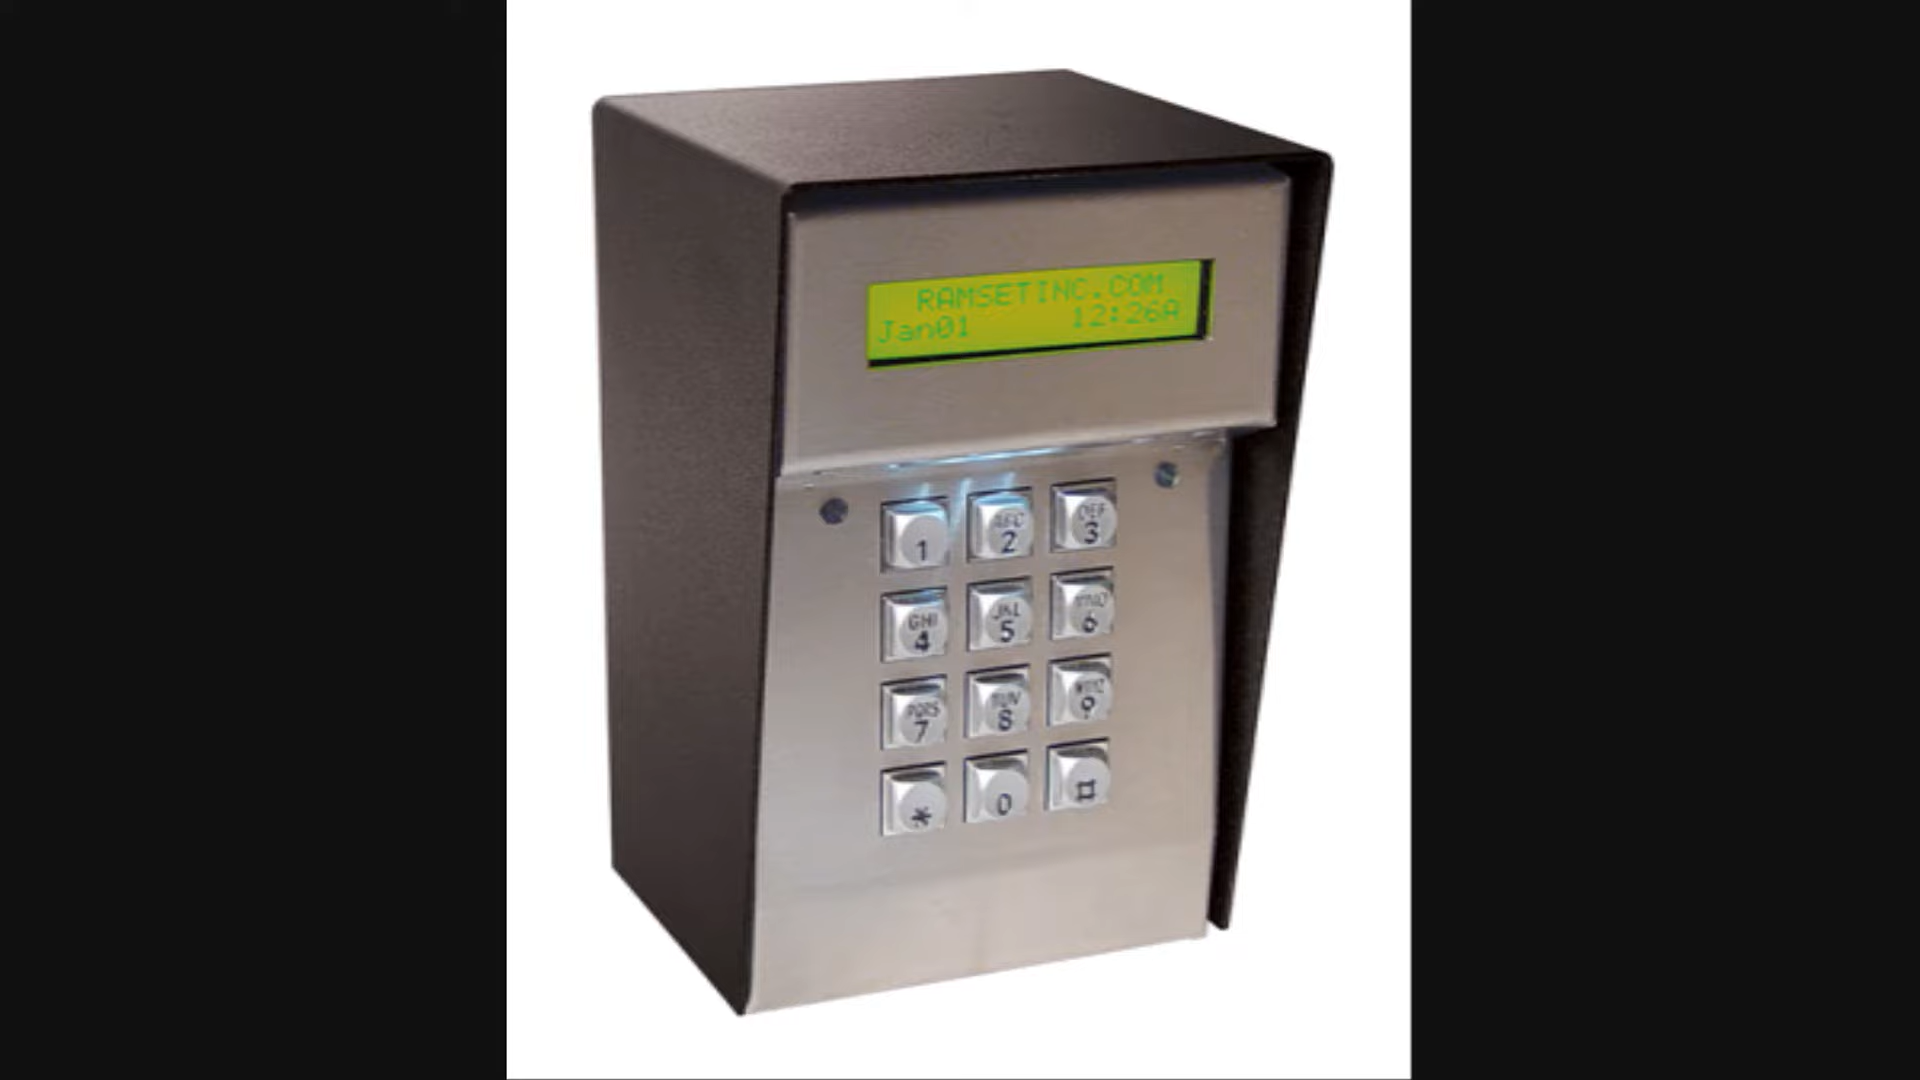 RAMSETINC.COM
Jan01 12:26A
1 ABC 2 DEF 3
GHI 4 JKL 5 MNO 6
PQRS 7 TUV 8 9
* 0 #